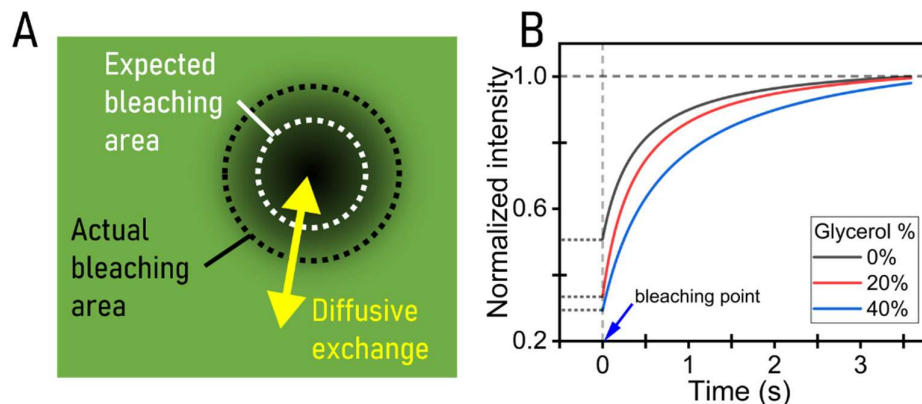 A
Expected
bleaching
area
Actual
bleaching
area
Diffusive
exchange
B
Normalized intensity
1.0
0.6
0.2
bleaching point
Glycerol %
0%
20%
40%
0
1
2
3
Time (s)